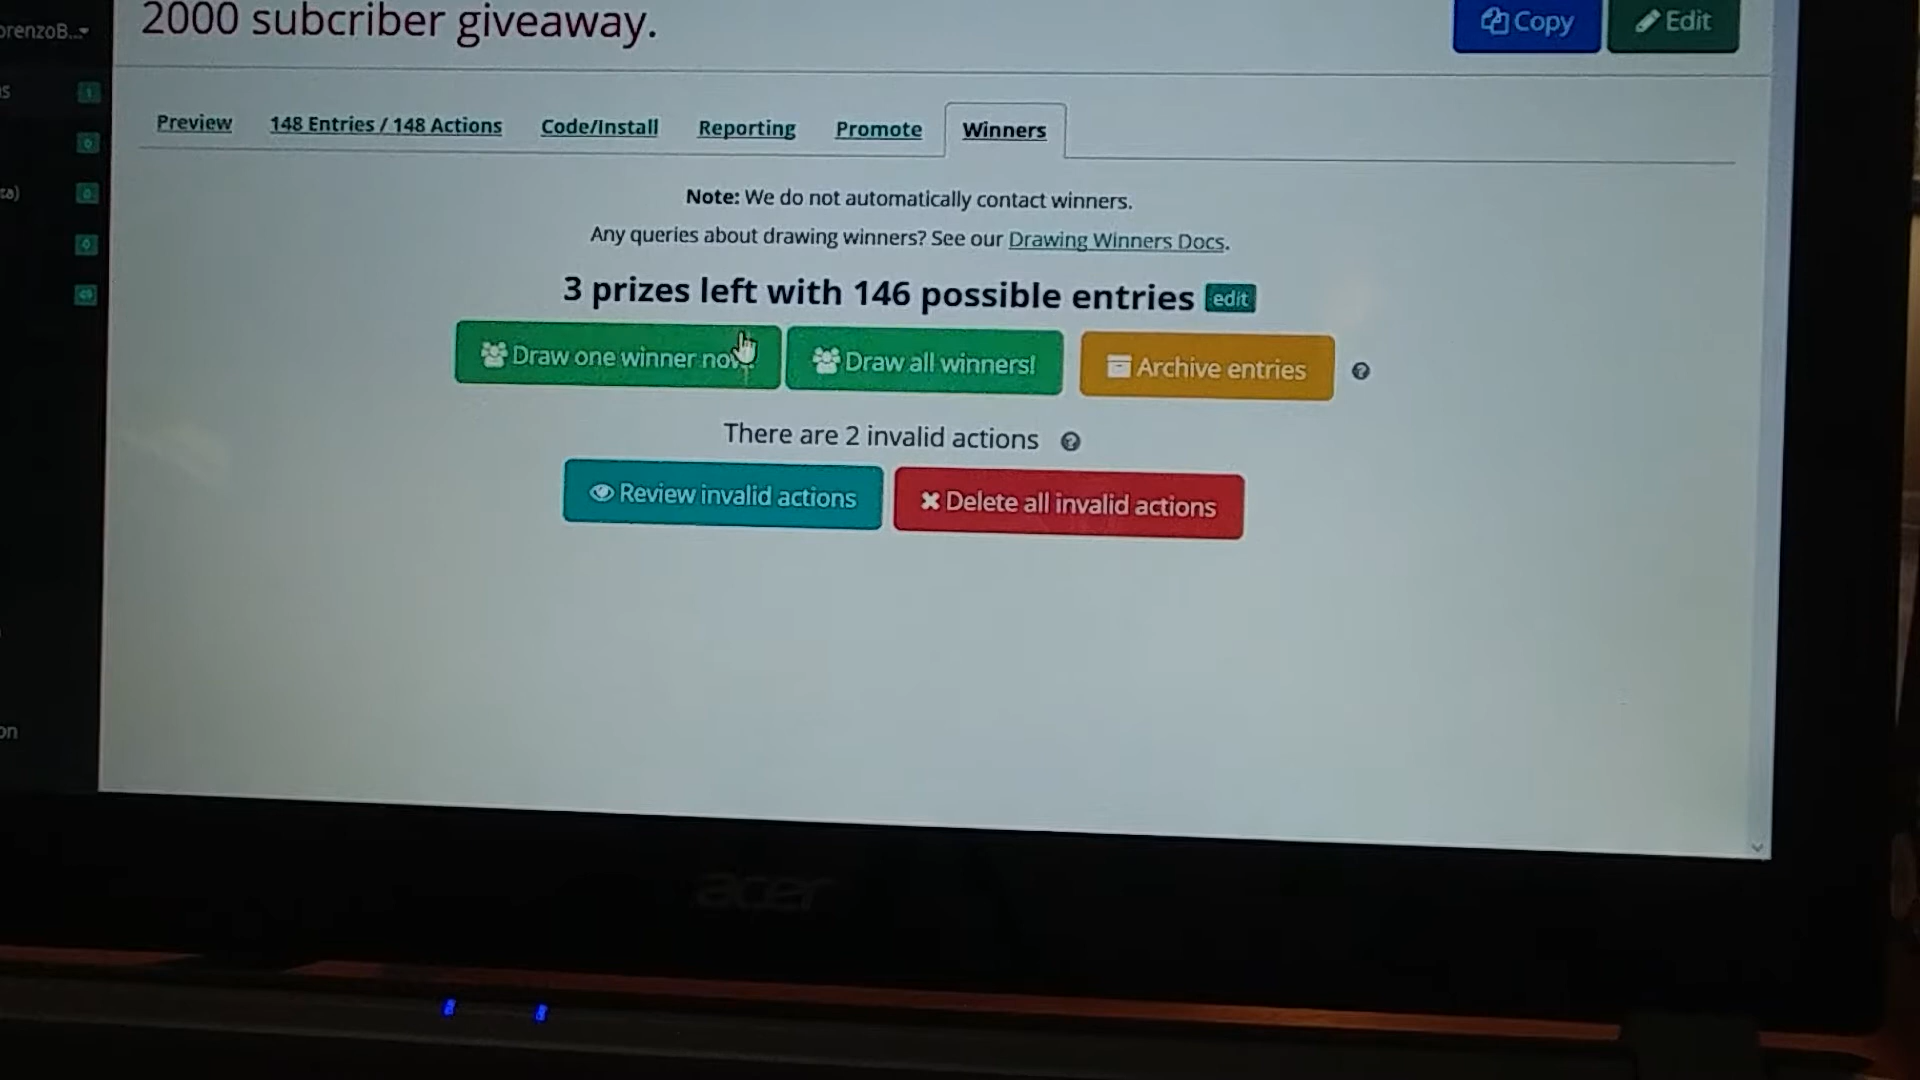 2000 subcriber giveaway.
Copy
Edit
Preview
148 Entries / 148 Actions
Code/Install
Reporting
Promote
Winners
Note: We do not automatically contact winners.
Any queries about drawing winners? See our Drawing Winners Docs.
3 prizes left with 146 possible entries edit
Draw one winner now!
Draw all winners!
Archive entries
There are 2 invalid actions
Review invalid actions
Delete all invalid actions
acer